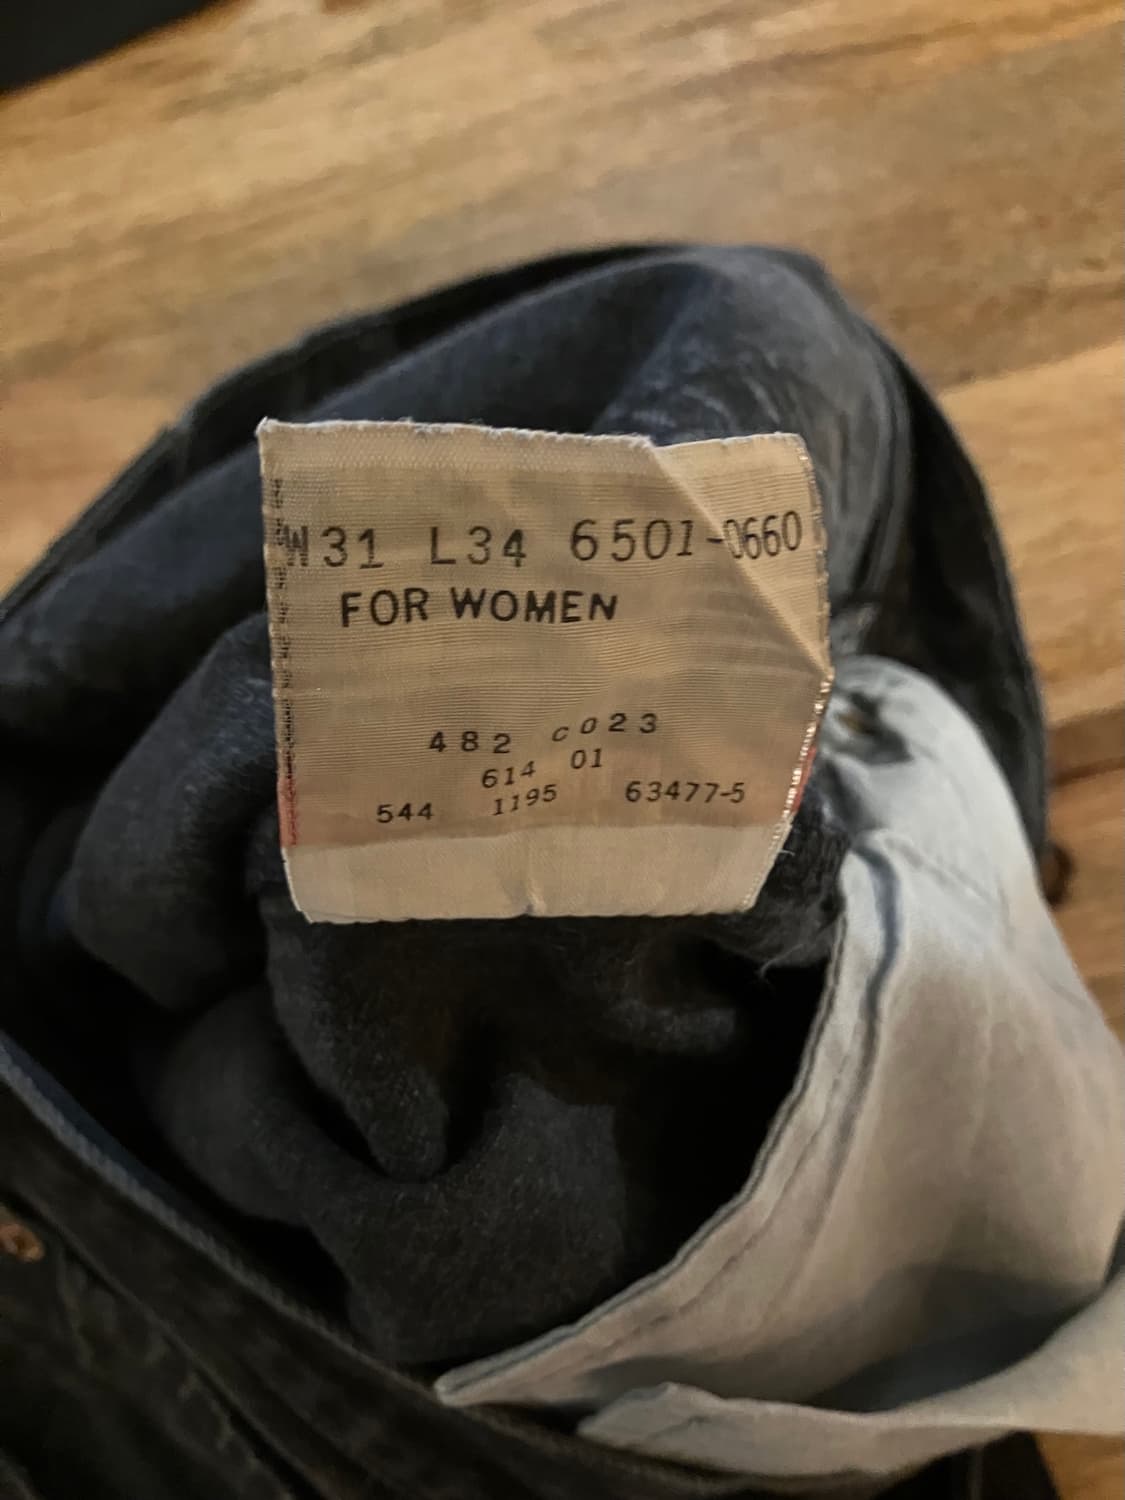 W31 L34 6501-0660
FOR WOMEN
482 C023
614 01
544 1195 63477-5